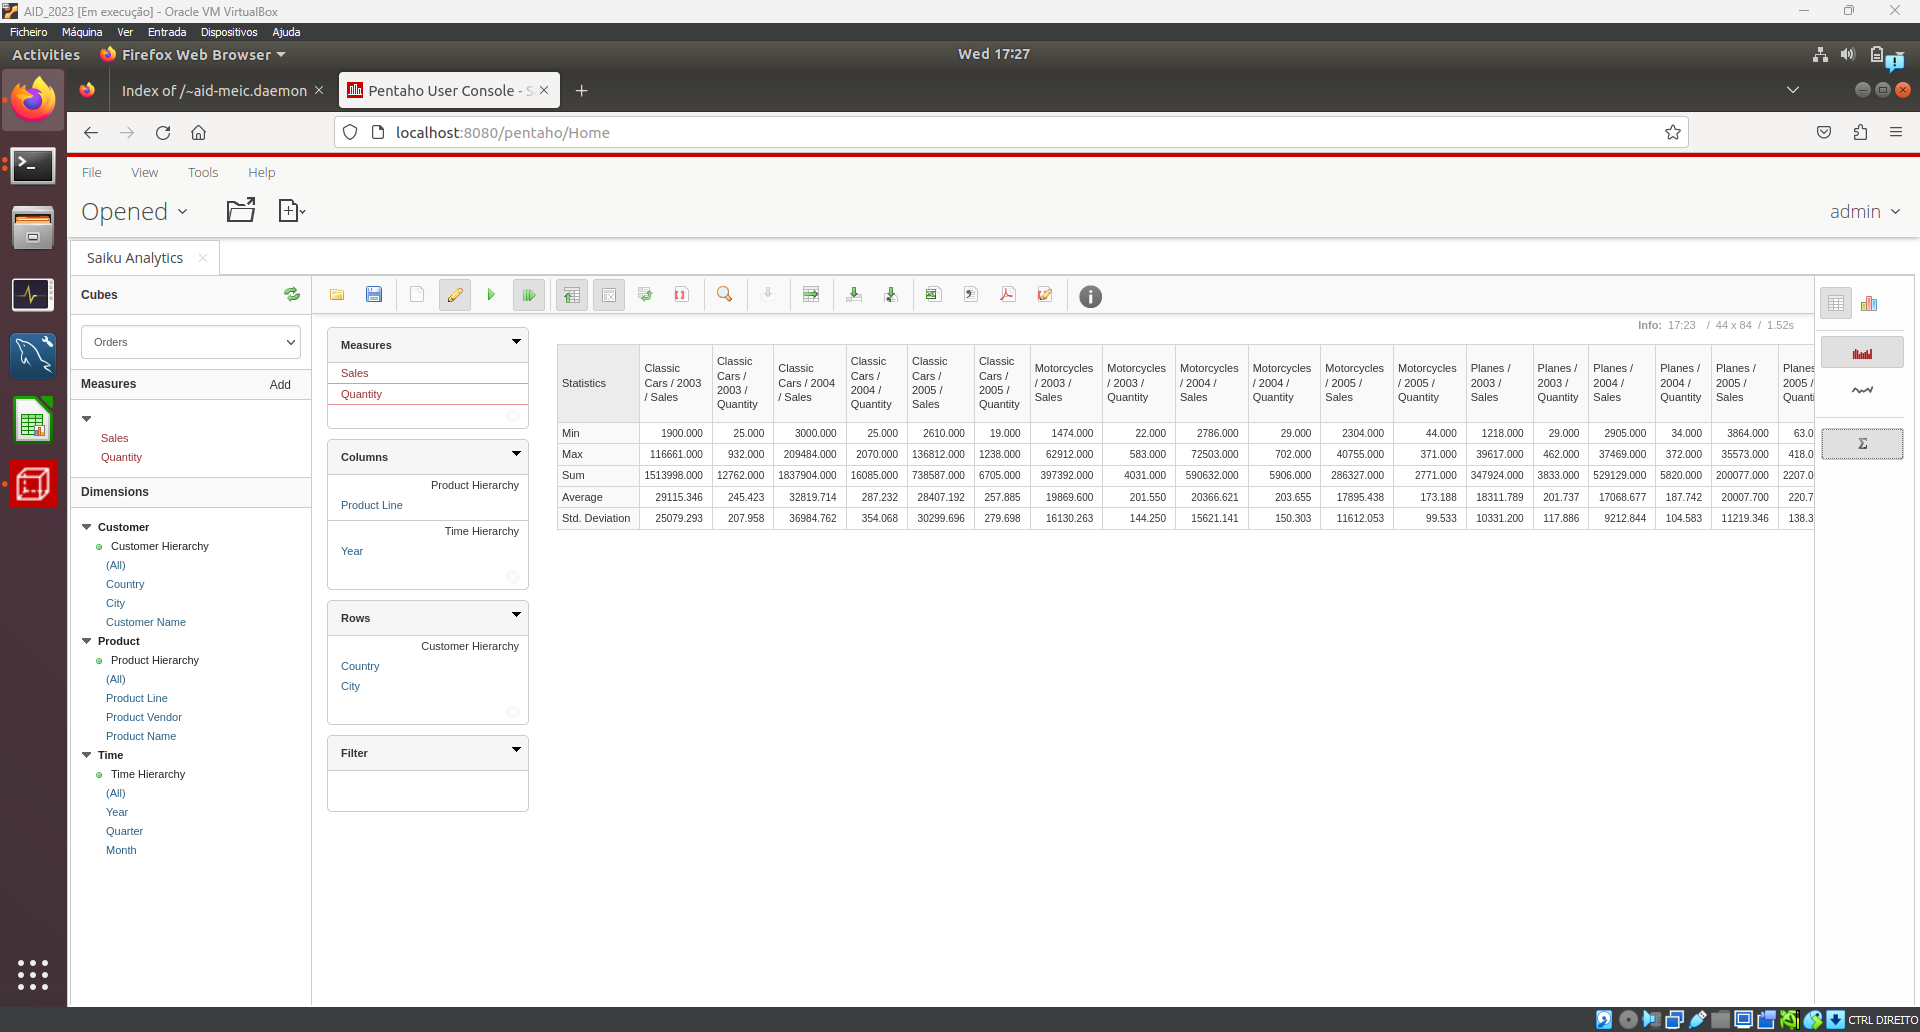 AID_2023 [Em execução] - Oracle VM VirtualBox
Ficheiro Máquina Ver Entrada Dispositivos Ajuda
Activities Firefox Web Browser Wed 17:27
Index of /~aid-meic.daemon Pentaho User Console - S
localhost:8080/pentaho/Home
File View Tools Help
Opened admin
Saiku Analytics
Cubes
Orders
Measures Add
Sales
Quantity
Dimensions
Customer
Customer Hierarchy
(All)
Country
City
Customer Name
Product
Product Hierarchy
(All)
Product Line
Product Vendor
Product Name
Time
Time Hierarchy
(All)
Year
Quarter
Month
Measures
Sales
Quantity
Columns
Product Hierarchy
Product Line
Time Hierarchy
Year
Rows
Customer Hierarchy
Country
City
Filter
Info: 17:23 / 44 x 84 / 1.52s
Statistics Classic Cars / 2003 / Sales Classic Cars / 2003 / Quantity Classic Cars / 2004 / Sales Classic Cars / 2004 / Quantity Classic Cars / 2005 / Sales Classic Cars / 2005 / Quantity Motorcycles / 2003 / Sales Motorcycles / 2003 / Quantity Motorcycles / 2004 / Sales Motorcycles / 2004 / Quantity Motorcycles / 2005 / Sales Motorcycles / 2005 / Quantity Planes / 2003 / Sales Planes / 2003 / Quantity Planes / 2004 / Sales Planes / 2004 / Quantity Planes / 2005 / Sales Planes 2005 / Quanti
Min 1900.000 25.000 3000.000 25.000 2610.000 19.000 1474.000 22.000 2786.000 29.000 2304.000 44.000 1218.000 29.000 2905.000 34.000 3864.000 63.0
Max 116661.000 932.000 209484.000 2070.000 136812.000 1238.000 62912.000 583.000 72503.000 702.000 40755.000 371.000 39617.000 462.000 37469.000 372.000 35573.000 418.0
Sum 1513998.000 12762.000 1837904.000 16085.000 738587.000 6705.000 397392.000 4031.000 590632.000 5906.000 286327.000 2771.000 347924.000 3833.000 529129.000 5820.000 200077.000 2207.0
Average 29115.346 245.423 32819.714 287.232 28407.192 257.885 19869.600 201.550 20366.621 203.655 17895.438 173.188 18311.789 201.737 17068.677 187.742 20007.700 220.7
Std. Deviation 25079.293 207.958 36984.762 354.068 30299.696 279.698 16130.263 144.250 15621.141 150.303 11612.053 99.533 10331.200 117.886 9212.844 104.583 11219.346 138.3
Σ
CTRL DIREITO